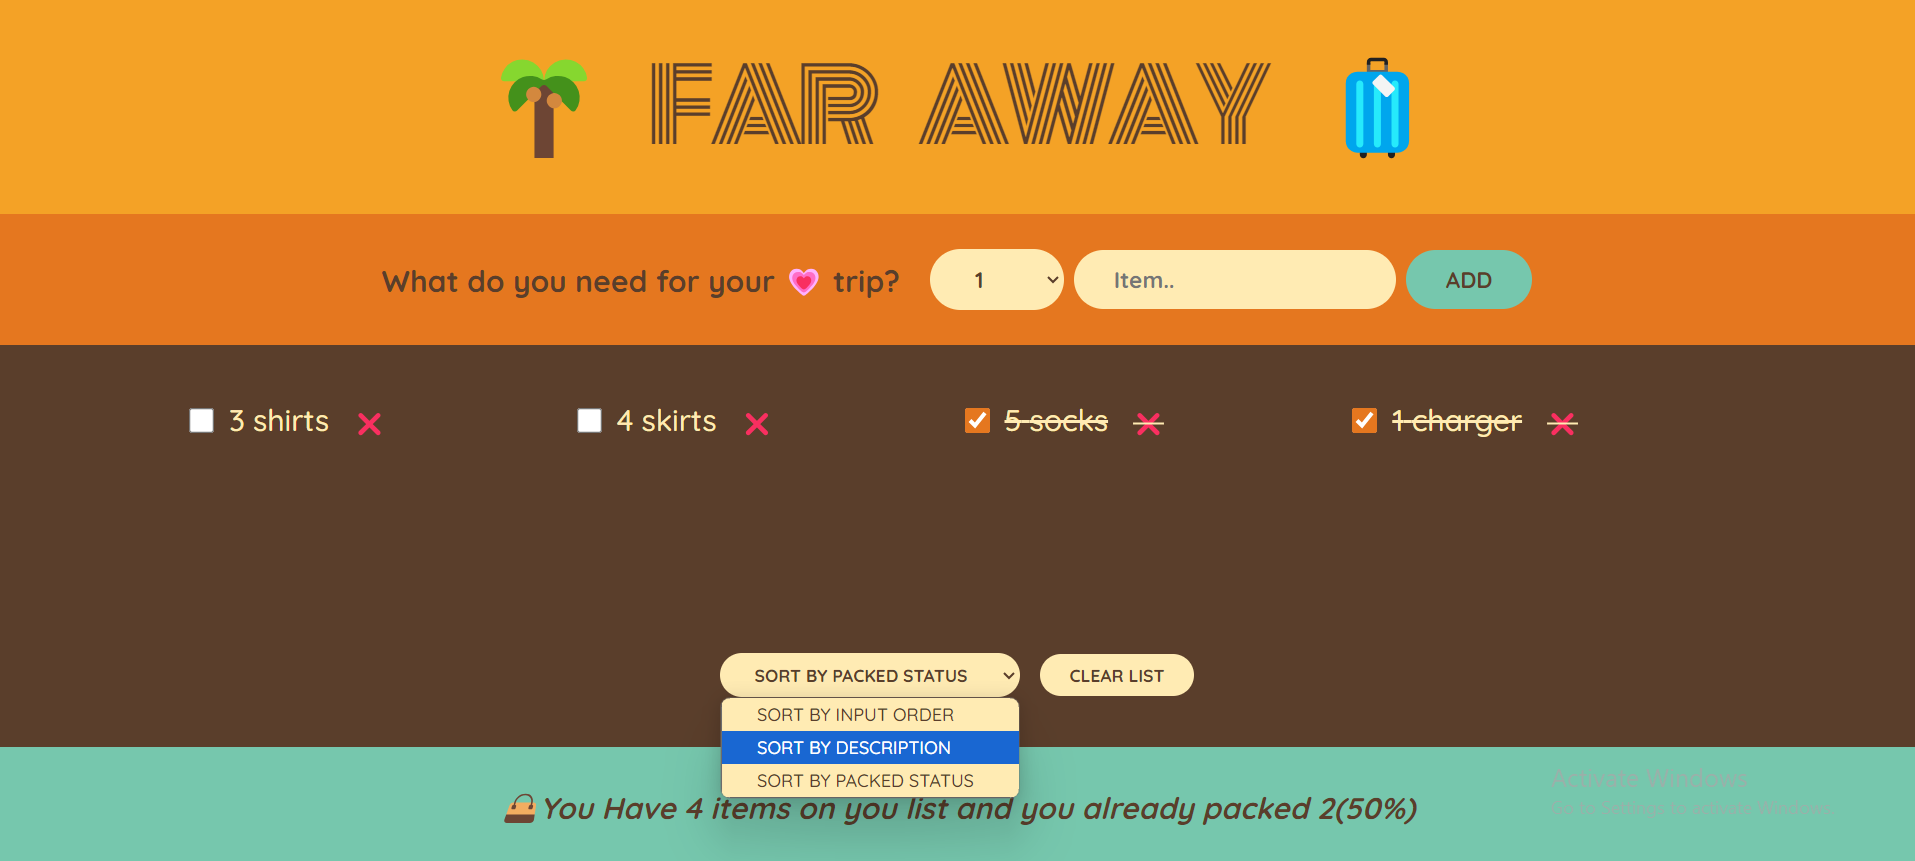 FAR AWAY
What do you need for your 💗 trip? 1 Item.. ADD
3 shirts 4 skirts 5 socks 1 charger
SORT BY PACKED STATUS CLEAR LIST
SORT BY INPUT ORDER
SORT BY DESCRIPTION
SORT BY PACKED STATUS
You Have 4 items on you list and you already packed 2(50%)
Activate Windows
Go to Settings to activate Windows.